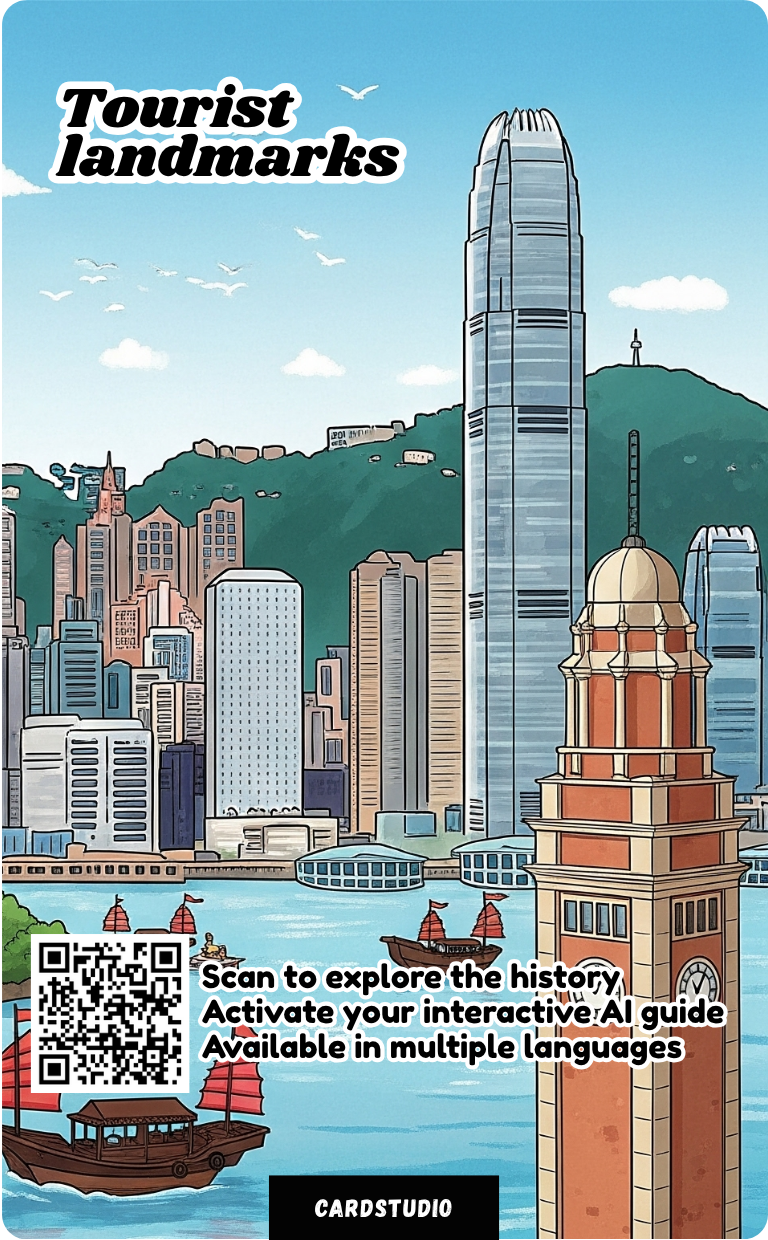 Tourist
landmarks
Scan to explore the history
Activate your interactive AI guide
Available in multiple languages
CARDSTUDIO